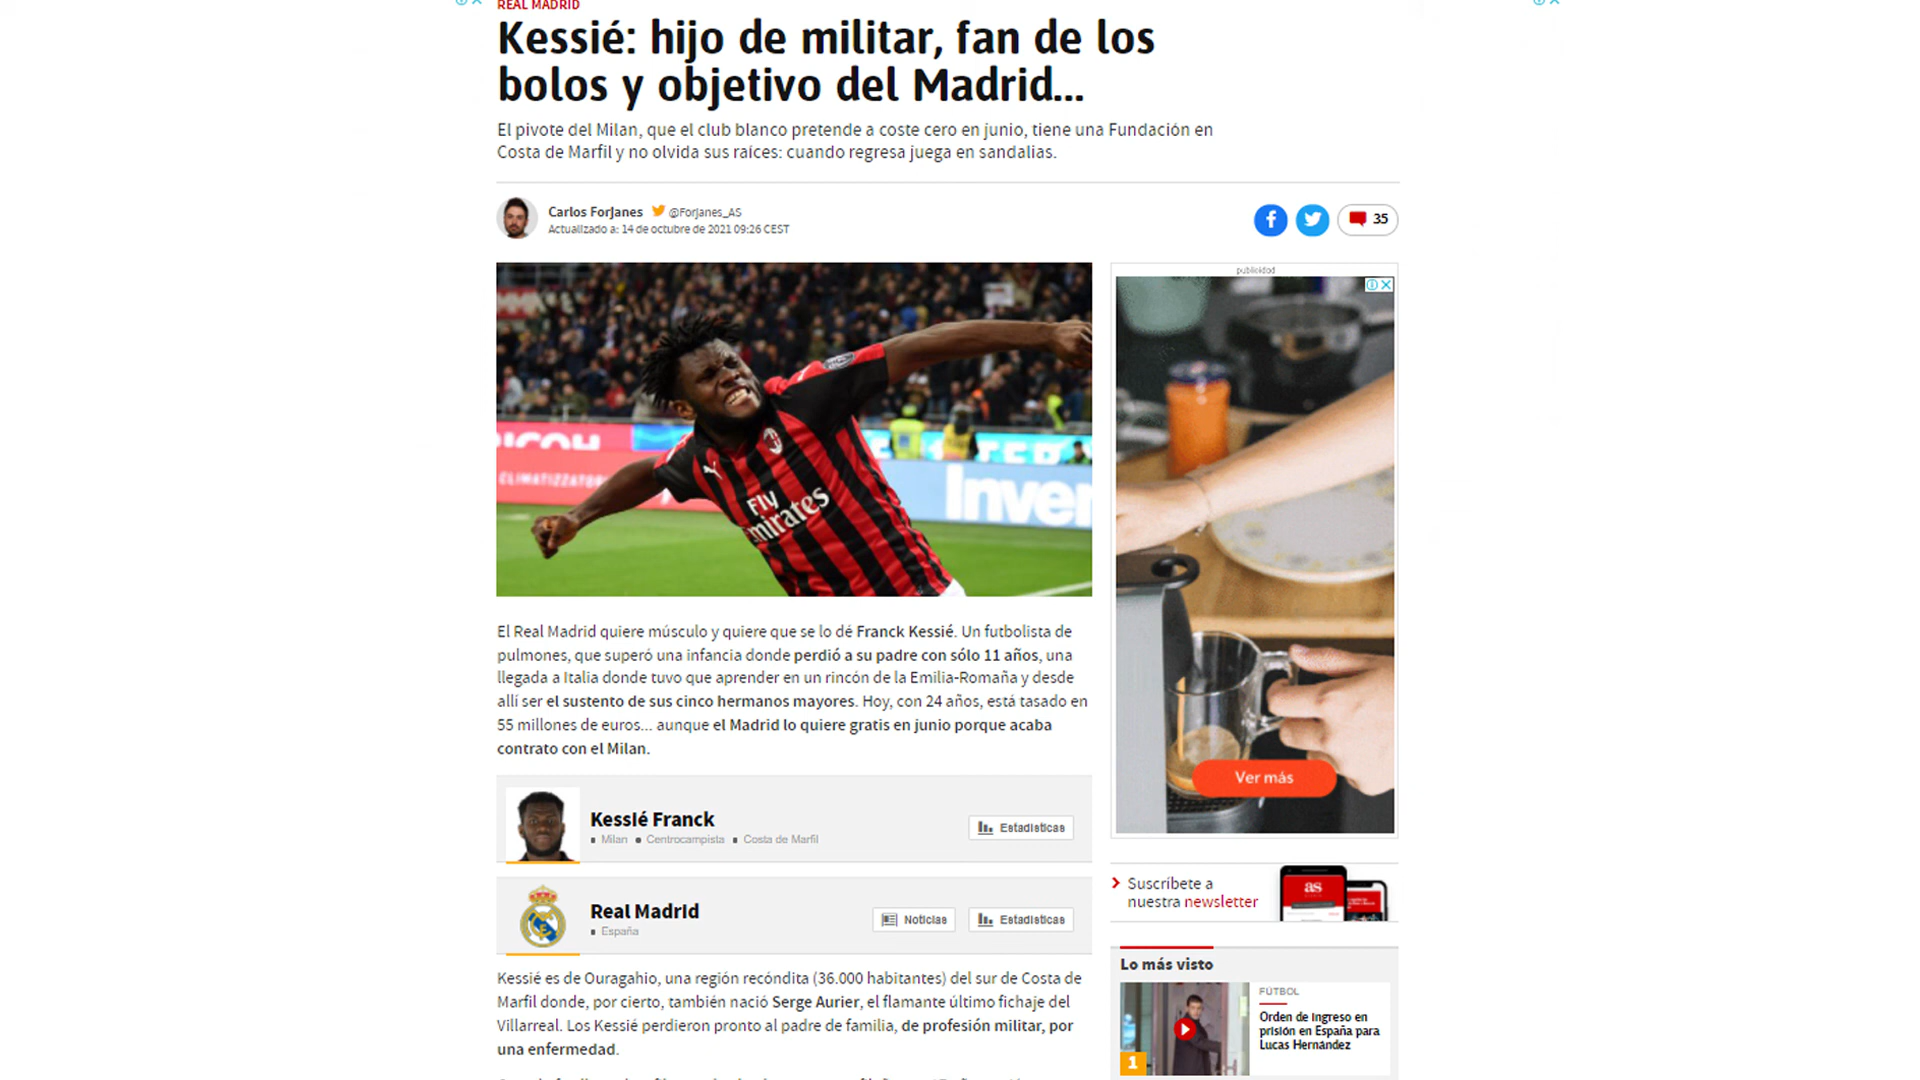 REAL MADRID
Kessié: hijo de militar, fan de los
bolos y objetivo del Madrid...
El pivote del Milan, que el club blanco pretende a coste cero en junio, tiene una Fundación en
Costa de Marfil y no olvida sus raíces: cuando regresa juega en sandalias.
Carlos Forjanes @Forjanes_AS
Actualizado a: 14 de octubre de 2021 09:26 CEST
35
publicidad
RICOH
CLIMATIZZATOR
Fly
Emirates
Inver
Ver más
El Real Madrid quiere músculo y quiere que se lo dé Franck Kessié. Un futbolista de
pulmones, que superó una infancia donde perdió a su padre con sólo 11 años, una
llegada a Italia donde tuvo que aprender en un rincón de la Emilia-Romaña y desde
allí ser el sustento de sus cinco hermanos mayores. Hoy, con 24 años, está tasado en
55 millones de euros... aunque el Madrid lo quiere gratis en junio porque acaba
contrato con el Milan.
Kessié Franck
Milan Centrocampista Costa de Marfil
Estadísticas
Real Madrid
España
Noticias
Estadísticas
Kessié es de Ouragahio, una región recóndita (36.000 habitantes) del sur de Costa de
Marfil donde, por cierto, también nació Serge Aurier, el flamante último fichaje del
Villarreal. Los Kessié perdieron pronto al padre de familia, de profesión militar, por
una enfermedad.
Suscríbete a
nuestra newsletter
as
Lo más visto
FÚTBOL
Orden de ingreso en
prisión en España para
Lucas Hernández
1